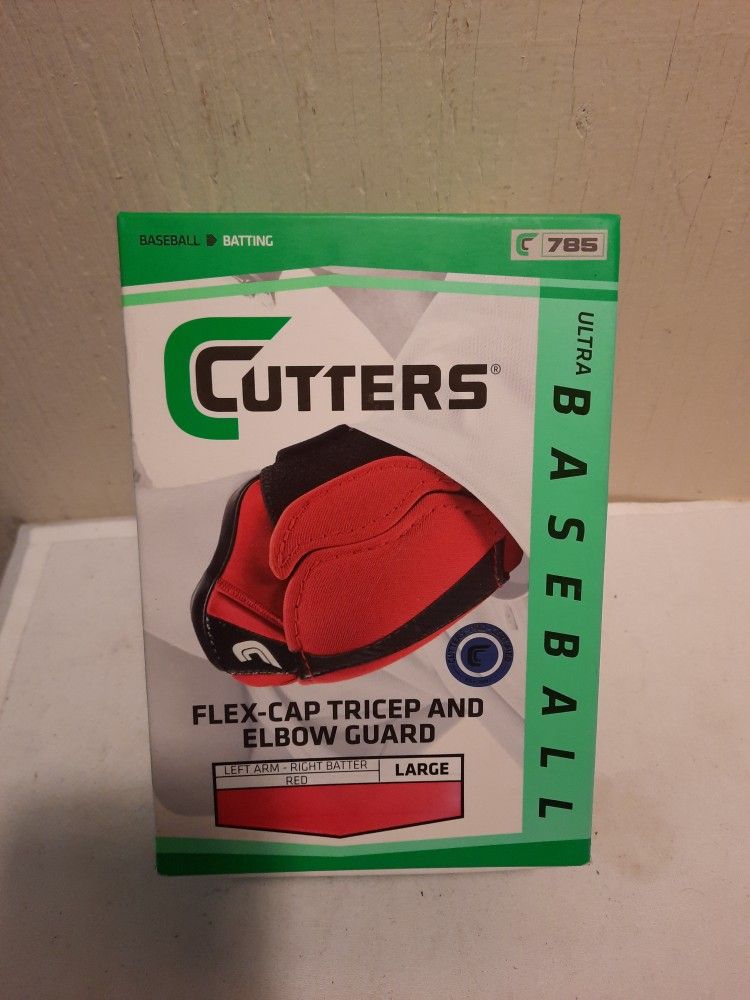 BASEBALL BATTING
785
CUTTERS®
FLEX-CAP TRICEP AND
ELBOW GUARD
LEFT ARM - RIGHT BATTER
RED
LARGE
ULTRA BASEBALL